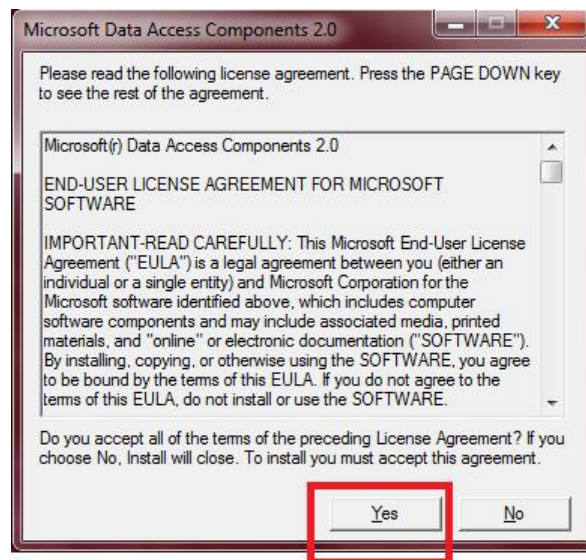 Microsoft Data Access Components 2.0
Please read the following license agreement. Press the PAGE DOWN key
to see the rest of the agreement.
Microsoft(r) Data Access Components 2.0
END-USER LICENSE AGREEMENT FOR MICROSOFT
SOFTWARE
IMPORTANT-READ CAREFULLY: This Microsoft End-User License
Agreement ("EULA") is a legal agreement between you (either an
individual or a single entity) and Microsoft Corporation for the
Microsoft software identified above, which includes computer
software components and may include associated media, printed
materials, and "online" or electronic documentation ("SOFTWARE").
By installing, copying, or otherwise using the SOFTWARE, you agree
to be bound by the terms of this EULA. If you do not agree to the
terms of this EULA, do not install or use the SOFTWARE.
Do you accept all of the terms of the preceding License Agreement? If you
choose No, Install will close. To install you must accept this agreement.
Yes No